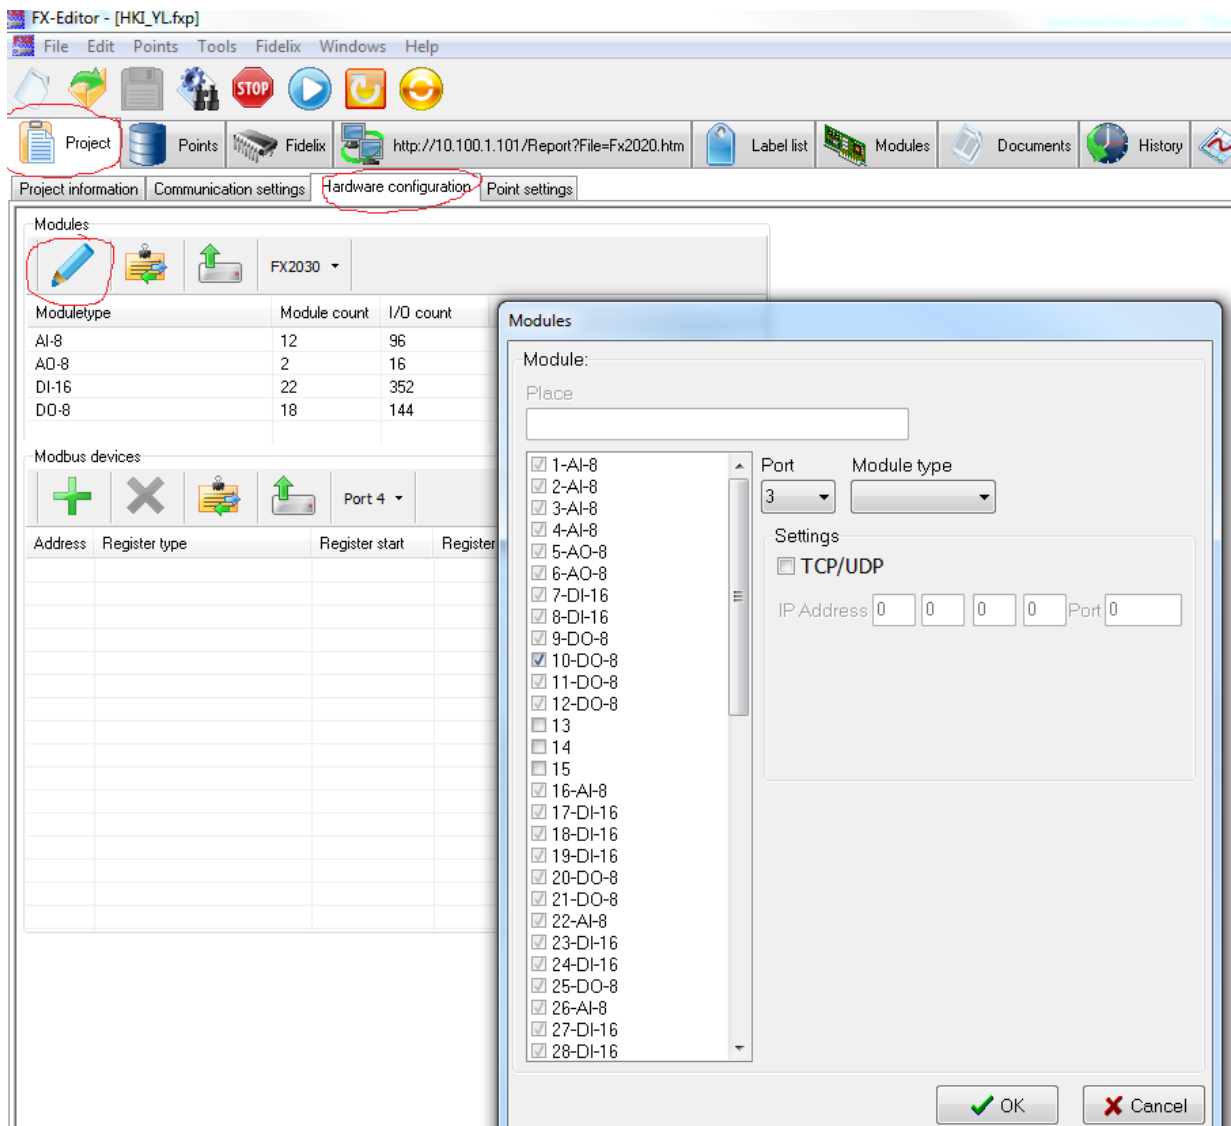 FX-Editor - [HKI_YL.fxp]
File Edit Points Tools Fidelix Windows Help
STOP
Project Points Fidelix http://10.100.1.101/Report?File=Fx2020.htm Label list Modules Documents History
Project information Communication settings Hardware configuration Point settings
Modules
FX2030
Moduletype Module count I/O count
AI-8 12 96
AO-8 2 16
DI-16 22 352
DO-8 18 144
Modbus devices
Port 4
Address Register type Register start Register
Modules
Module:
Place
1-AI-8
2-AI-8
3-AI-8
4-AI-8
5-AO-8
6-AO-8
7-DI-16
8-DI-16
9-DO-8
10-DO-8
11-DO-8
12-DO-8
13
14
15
16-AI-8
17-DI-16
18-DI-16
19-DI-16
20-DO-8
21-DO-8
22-AI-8
23-DI-16
24-DI-16
25-DO-8
26-AI-8
27-DI-16
28-DI-16
Port Module type
3
Settings
TCP/UDP
IP Address 0 0 0 0 Port 0
OK Cancel